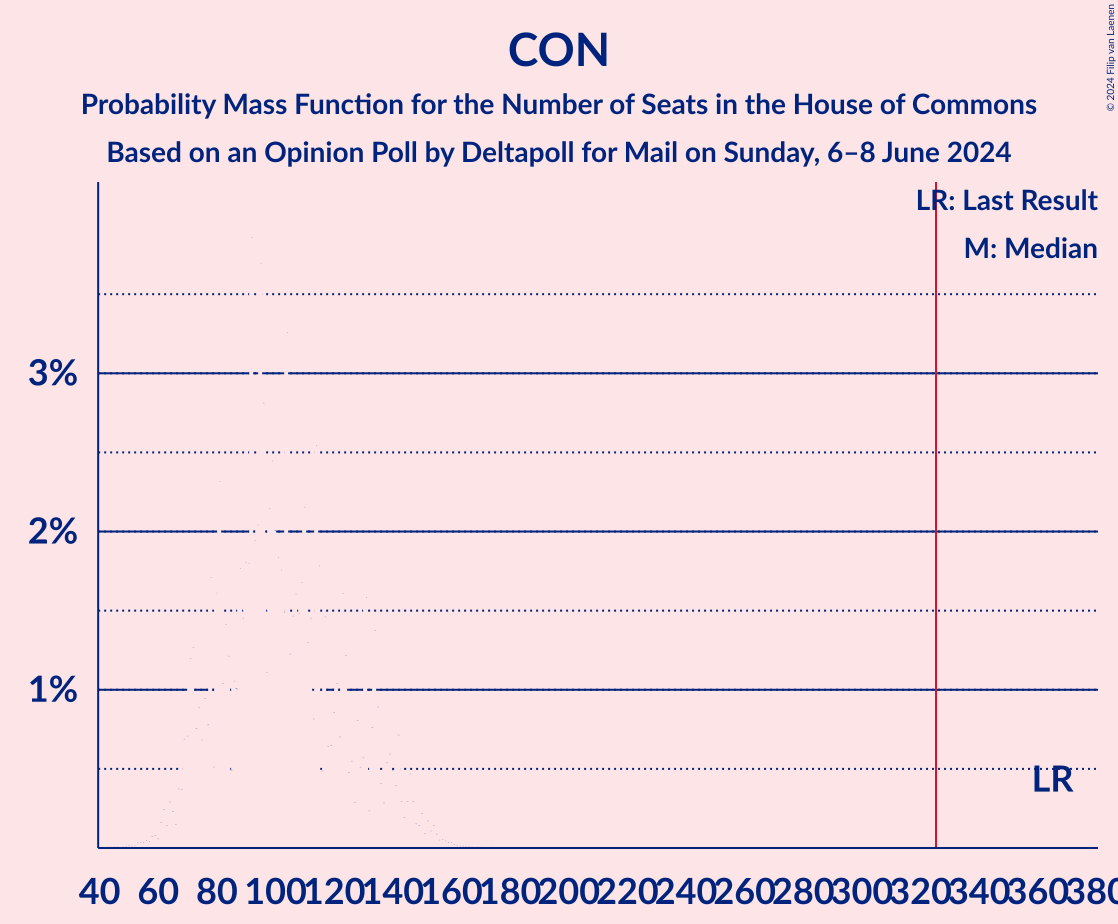 © 2024 Filip van Laenen
CON
Probability Mass Function for the Number of Seats in the House of Commons
Based on an Opinion Poll by Deltapoll for Mail on Sunday, 6–8 June 2024
LR: Last Result
M: Median
3%
2%
1%
LR
40 60 80 100 120 140 160 180 200 220 240 260 280 300 320 340 360 380